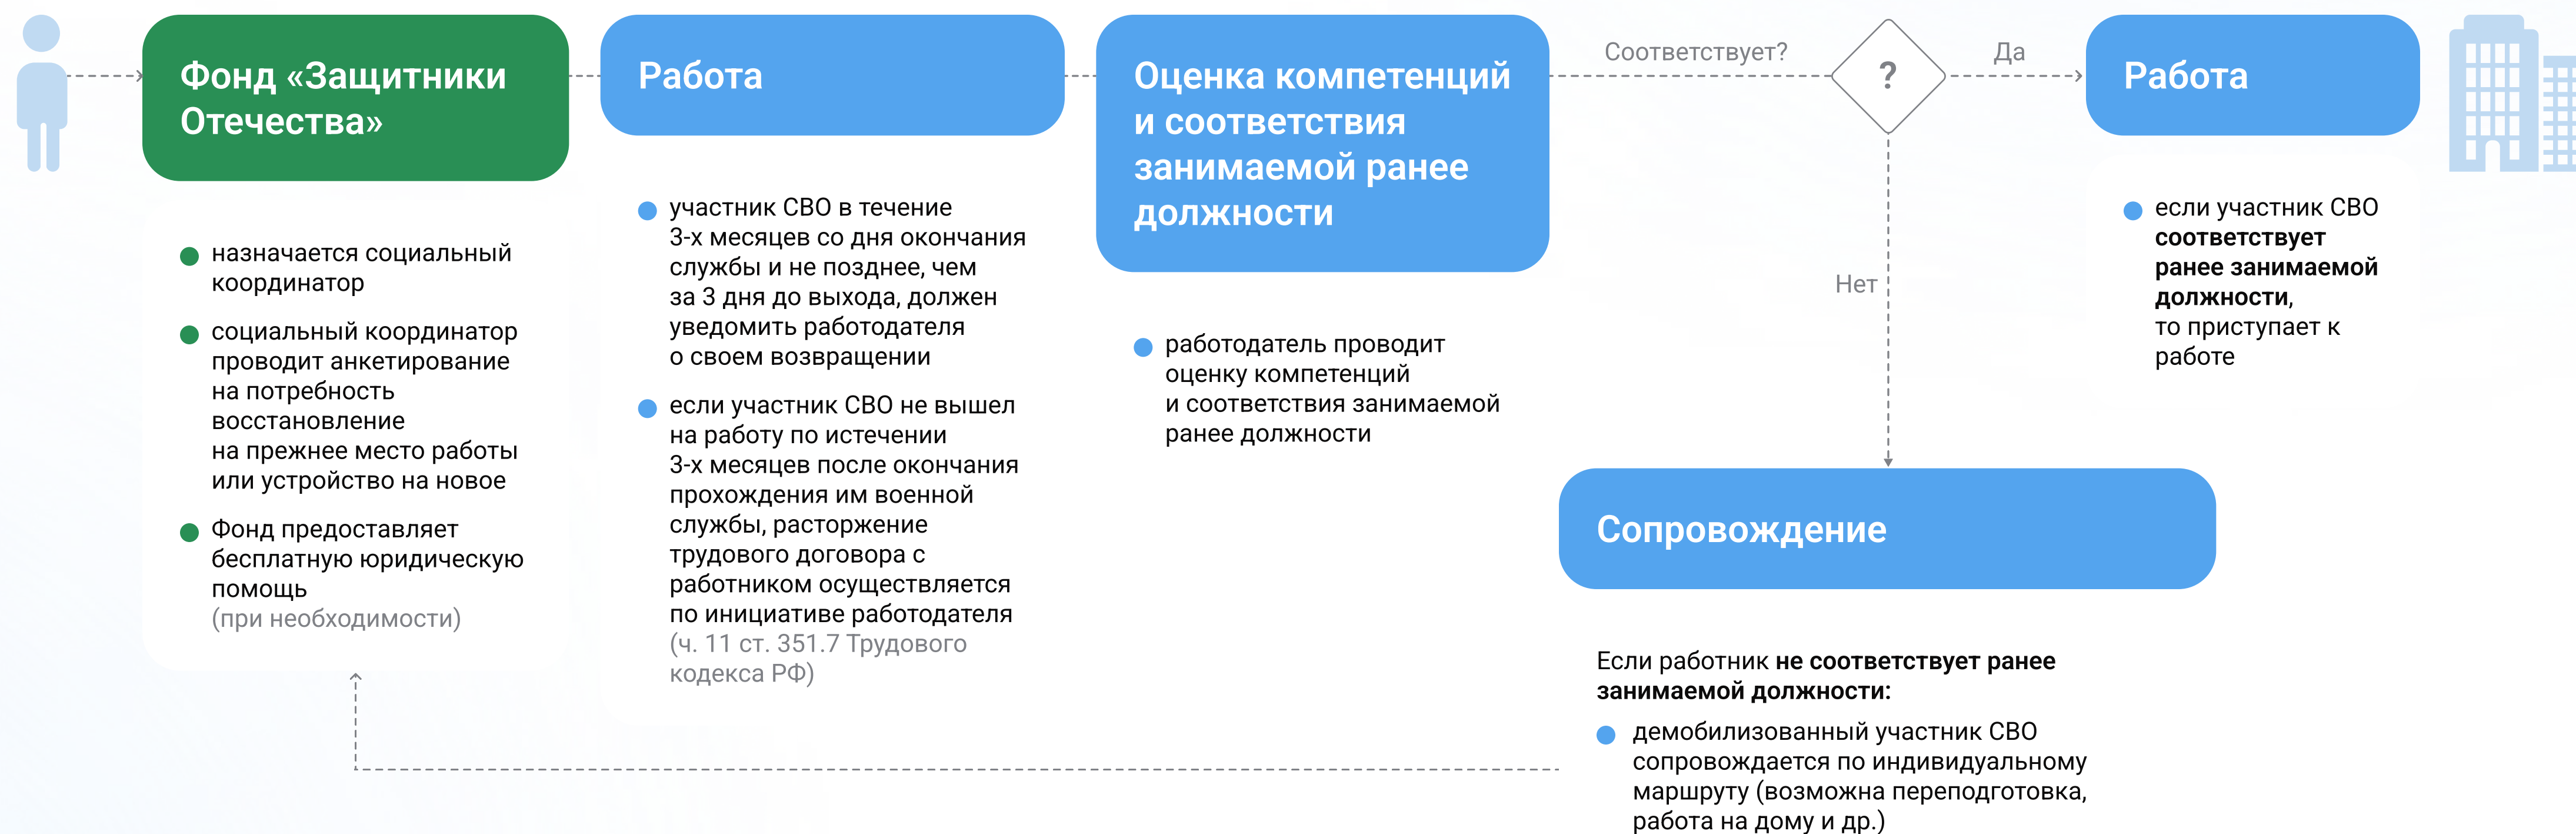 Фонд «Защитники
Отечества»
назначается социальный
координатор
социальный координатор
проводит анкетирование
на потребность
восстановление
на прежнее место работы
или устройство на новое
Фонд предоставляет
бесплатную юридическую
помощь
(при необходимости)
Работа
участник СВО в течение
3-х месяцев со дня окончания
службы и не позднее, чем
за 3 дня до выхода, должен
уведомить работодателя
о своем возвращении
если участник СВО не вышел
на работу по истечении
3-х месяцев после окончания
прохождения им военной
службы, расторжение
трудового договора с
работником осуществляется
по инициативе работодателя
(ч. 11 ст. 351.7 Трудового
кодекса РФ)
Оценка компетенций
и соответствия
занимаемой ранее
должности
работодатель проводит
оценку компетенций
и соответствия занимаемой
ранее должности
Соответствует?
?
Да
Нет
Работа
если участник СВО
соответствует
ранее занимаемой
должности,
то приступает к
работе
Сопровождение
Если работник не соответствует ранее
занимаемой должности:
демобилизованный участник СВО
сопровождается по индивидуальному
маршруту (возможна переподготовка,
работа на дому и др.)